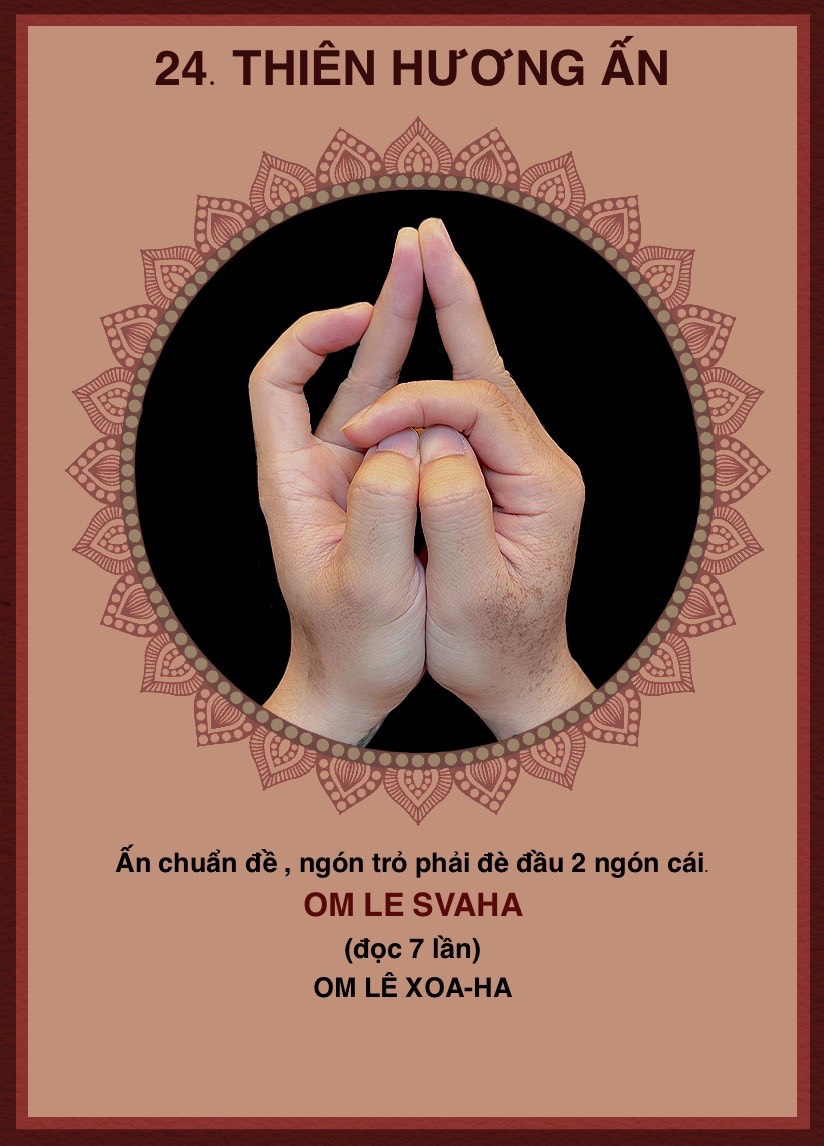 24. THIÊN HƯƠNG ẤN
Ấn chuẩn đề , ngón trỏ phải đè đầu 2 ngón cái.
OM LE SVAHA
(đọc 7 lần)
OM LÊ XOA-HA